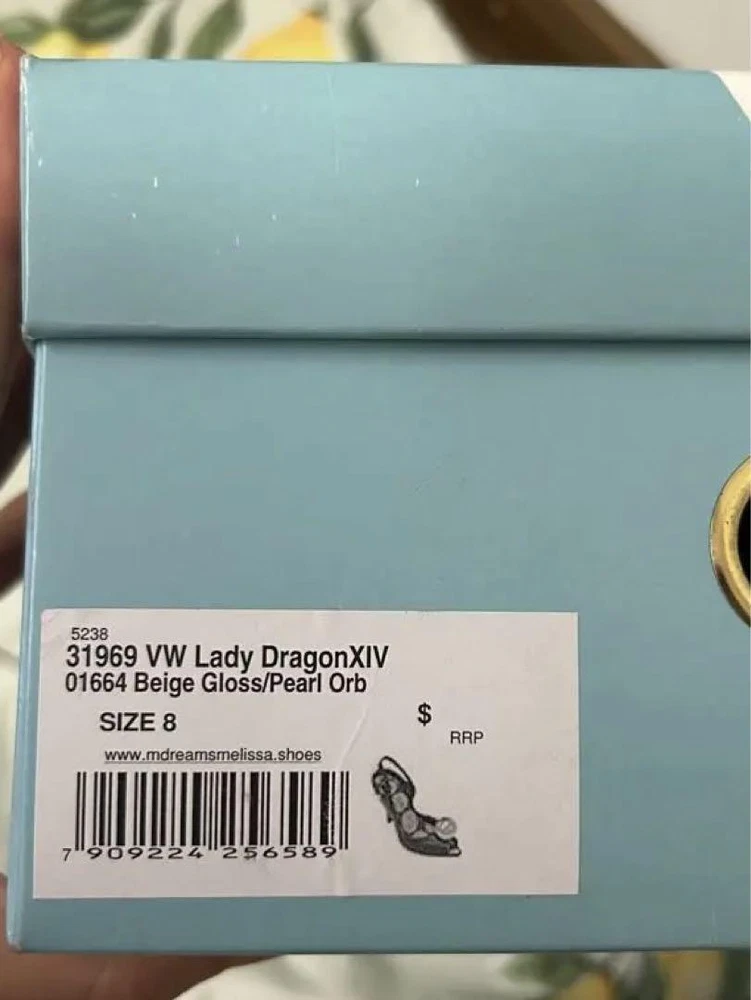 5238
31969 VW Lady DragonXIV
01664 Beige Gloss/Pearl Orb
SIZE 8
$
RRP
www.mdreamsmelissa.shoes
7 909224 256589